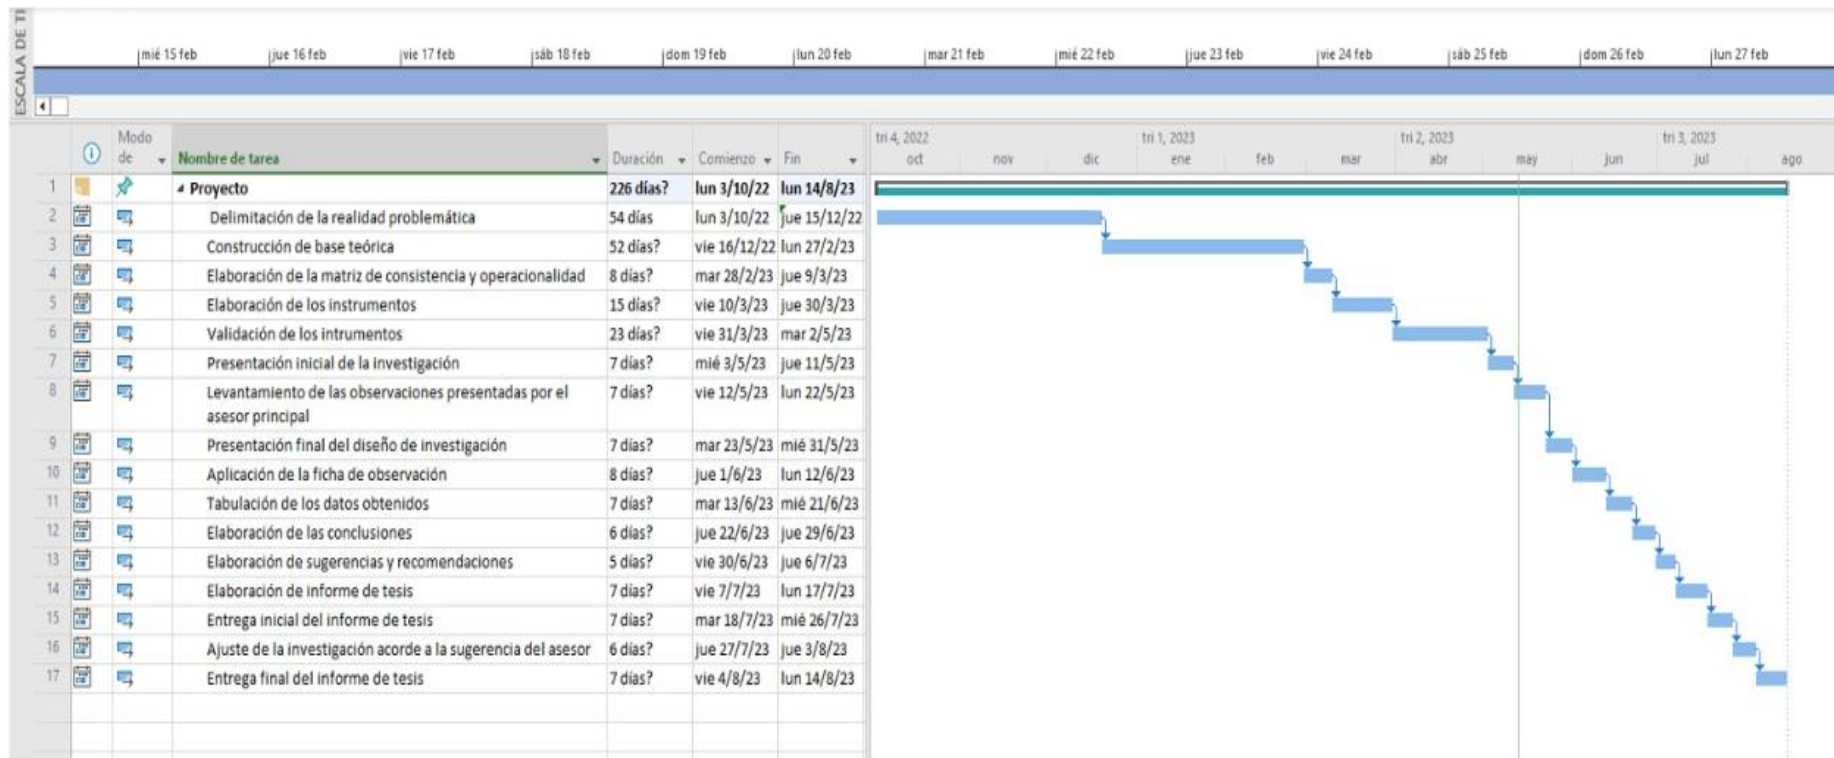 ESCALA DE TI
mié 15 feb jue 16 feb vie 17 feb sáb 18 feb dom 19 feb lun 20 feb mar 21 feb mié 22 feb jue 23 feb vie 24 feb sáb 25 feb dom 26 feb lun 27 feb
Modo de Nombre de tarea Duración Comienzo Fin
tri 4, 2022 tri 1, 2023 tri 2, 2023 tri 3, 2023
oct nov dic ene feb mar abr may jun jul ago
1 Proyecto 226 días? lun 3/10/22 lun 14/8/23
2 Delimitación de la realidad problemática 54 días lun 3/10/22 jue 15/12/22
3 Construcción de base teórica 52 días? vie 16/12/22 lun 27/2/23
4 Elaboración de la matriz de consistencia y operacionalidad 8 días? mar 28/2/23 jue 9/3/23
5 Elaboración de los instrumentos 15 días? vie 10/3/23 jue 30/3/23
6 Validación de los intrumentos 23 días? vie 31/3/23 mar 2/5/23
7 Presentación inicial de la investigación 7 días? mié 3/5/23 jue 11/5/23
8 Levantamiento de las observaciones presentadas por el 7 días? vie 12/5/23 lun 22/5/23
asesor principal
9 Presentación final del diseño de investigación 7 días? mar 23/5/23 mié 31/5/23
10 Aplicación de la ficha de observación 8 días? jue 1/6/23 lun 12/6/23
11 Tabulación de los datos obtenidos 7 días? mar 13/6/23 mié 21/6/23
12 Elaboración de las conclusiones 6 días? jue 22/6/23 jue 29/6/23
13 Elaboración de sugerencias y recomendaciones 5 días? vie 30/6/23 jue 6/7/23
14 Elaboración de informe de tesis 7 días? vie 7/7/23 lun 17/7/23
15 Entrega inicial del informe de tesis 7 días? mar 18/7/23 mié 26/7/23
16 Ajuste de la investigación acorde a la sugerencia del asesor 6 días? jue 27/7/23 jue 3/8/23
17 Entrega final del informe de tesis 7 días? vie 4/8/23 lun 14/8/23